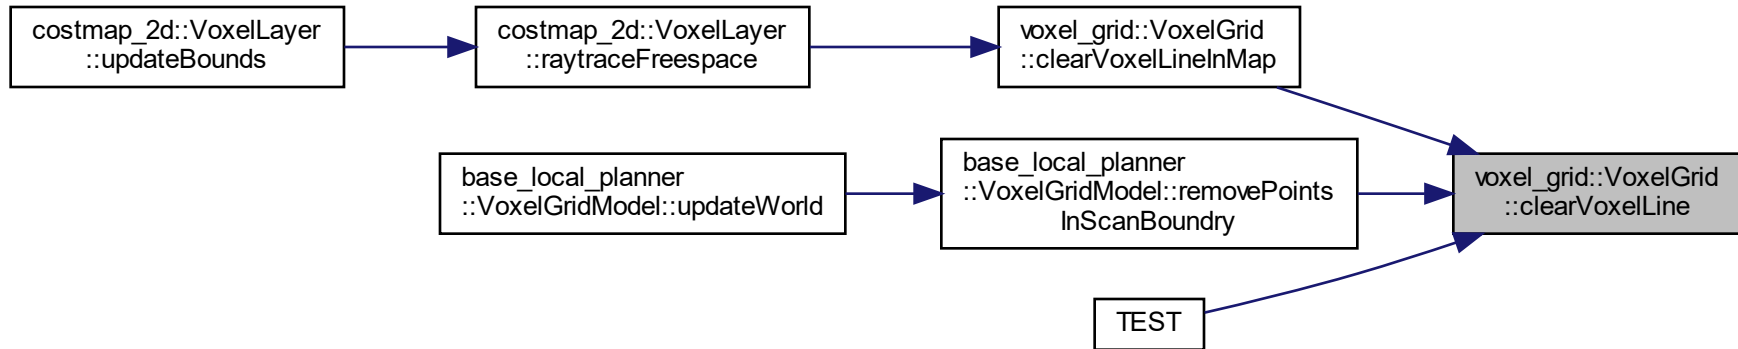 costmap_2d::VoxelLayer
::updateBounds
costmap_2d::VoxelLayer
::raytraceFreespace
voxel_grid::VoxelGrid
::clearVoxelLineInMap
base_local_planner
::VoxelGridModel::updateWorld
base_local_planner
::VoxelGridModel::removePoints
InScanBoundry
voxel_grid::VoxelGrid
::clearVoxelLine
TEST